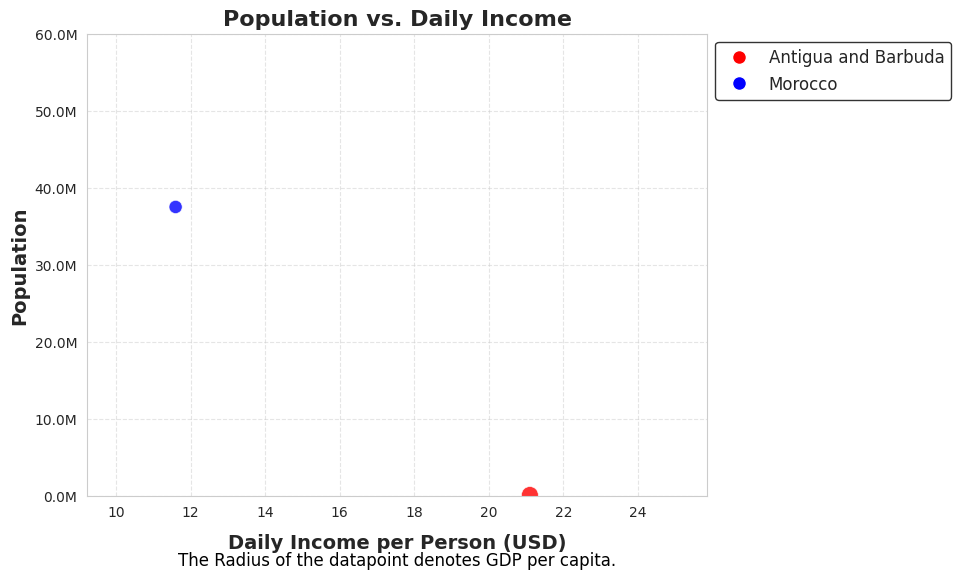 Population vs. Daily Income
Antigua and Barbuda
Morocco
Population
60.0M
50.0M
40.0M
30.0M
20.0M
10.0M
0.0M
10 12 14 16 18 20 22 24
Daily Income per Person (USD)
The Radius of the datapoint denotes GDP per capita.